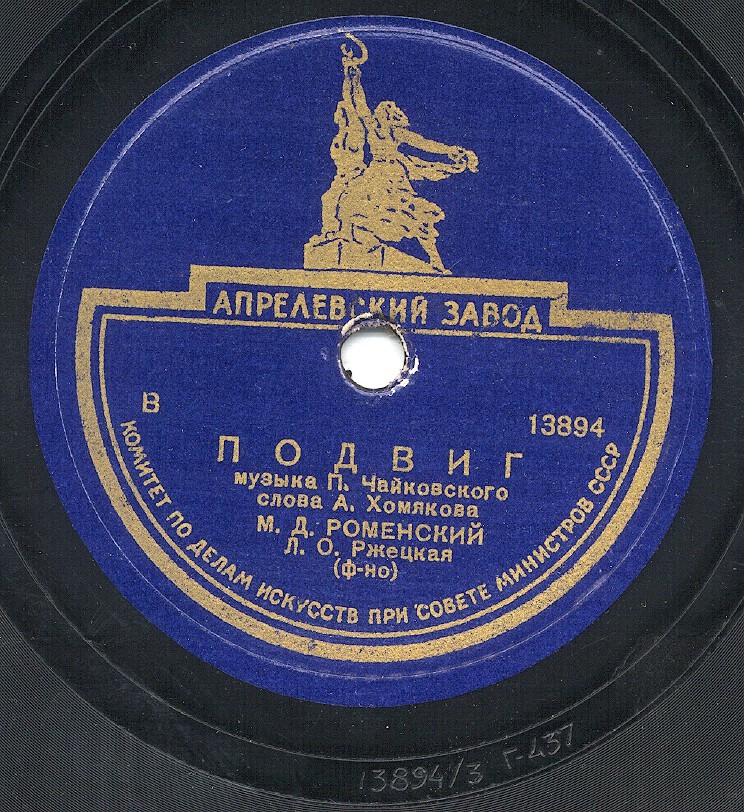 АПРЕЛЕВСКИЙ ЗАВОД
В 13894
ПОДВИГ
музыка П. Чайковского
слова А. Хомякова
М. Д. РОМЕНСКИЙ
Л. О. Ржецкая
(ф-но)
КОМИТЕТ ПО ДЕЛАМ ИСКУССТВ ПРИ СОВЕТЕ МИНИСТРОВ СССР
13894/3 Г-437